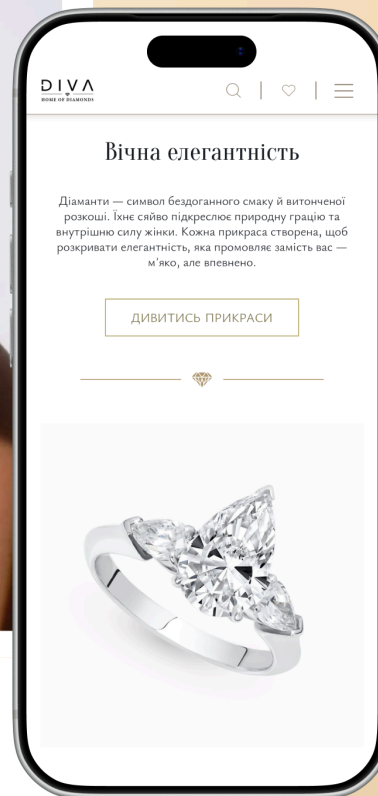 DIVA
HOME OF DIAMONDS
Вічна елегантність
Діаманти — символ бездоганного смаку й витонченої
розкоші. Їхнє сяйво підкреслює природну грацію та
внутрішню силу жінки. Кожна прикраса створена, щоб
розкривати елегантність, яка промовляє замість вас —
м’яко, але впевнено.
ДИВИТИСЬ ПРИКРАСИ